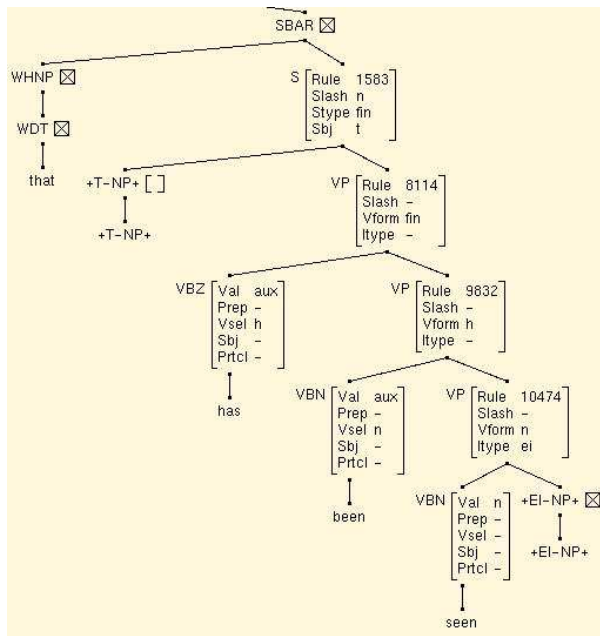 SBAR
WHNP
S
Rule 1583
Slash n
Stype fin
Sbj t
WDT
that
+T-NP+ [ ]
VP
Rule 8114
Slash -
Vform fin
Itype -
+T-NP+
VBZ
Val aux
Prep -
Vsel h
Sbj -
Prtcl -
VP
Rule 9832
Slash -
Vform h
Itype -
has
VBN
Val aux
Prep -
Vsel n
Sbj -
Prtcl -
VP
Rule 10474
Slash -
Vform n
Itype ei
been
VBN
Val n
Prep -
Vsel -
Sbj -
Prtcl -
+EI-NP+
+EI-NP+
seen